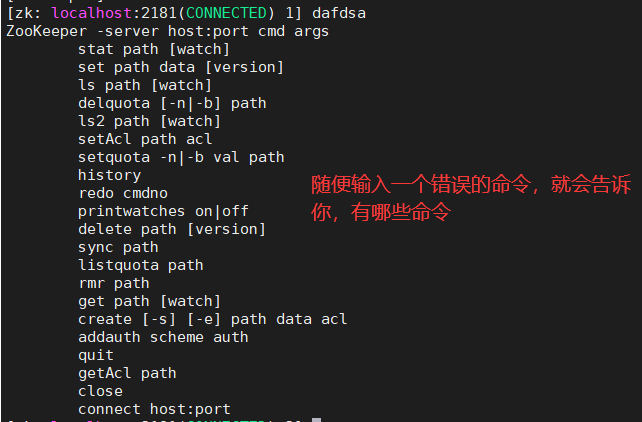 [zk: localhost:2181(CONNECTED) 1] dafdsa
ZooKeeper -server host:port cmd args
stat path [watch]
set path data [version]
ls path [watch]
delquota [-n|-b] path
ls2 path [watch]
setAcl path acl
setquota -n|-b val path
history
redo cmdno
printwatches on|off
delete path [version]
sync path
listquota path
rmr path
get path [watch]
create [-s] [-e] path data acl
addauth scheme auth
quit
getAcl path
close
connect host:port
随便输入一个错误的命令，就会告诉
你，有哪些命令